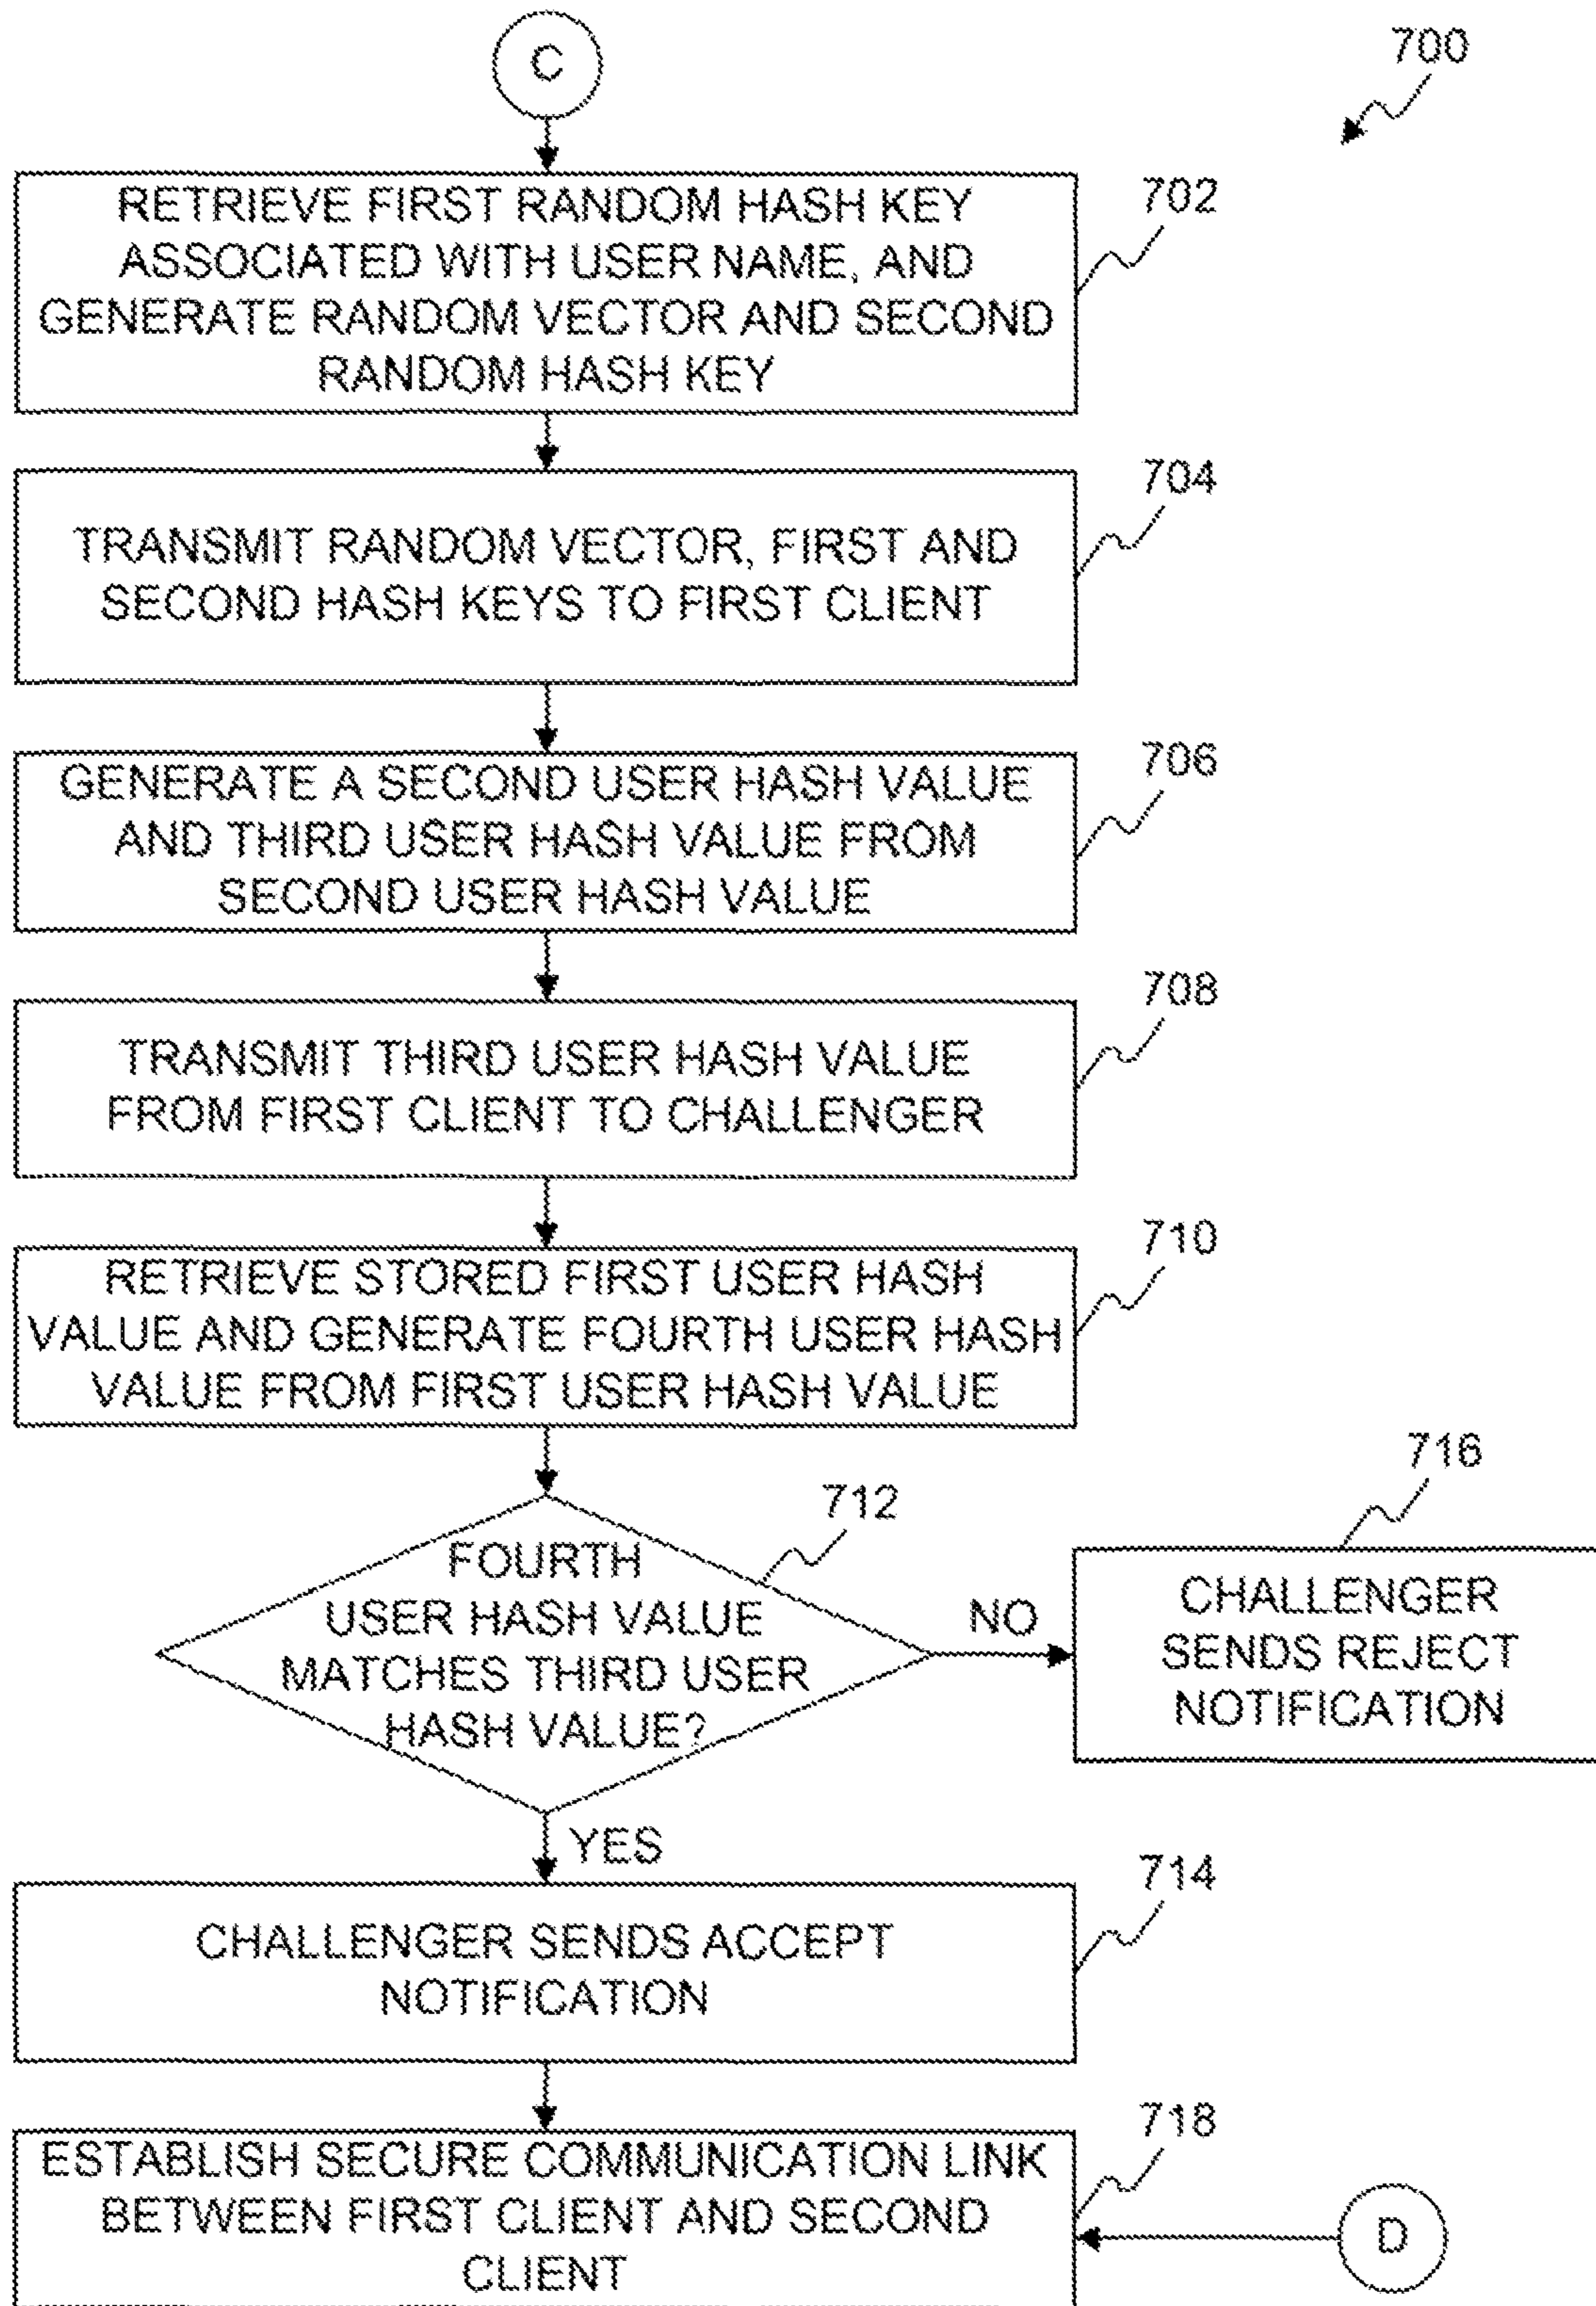 C
700
RETRIEVE FIRST RANDOM HASH KEY
ASSOCIATED WITH USER NAME, AND
GENERATE RANDOM VECTOR AND SECOND
RANDOM HASH KEY
702
TRANSMIT RANDOM VECTOR, FIRST AND
SECOND HASH KEYS TO FIRST CLIENT
704
GENERATE A SECOND USER HASH VALUE
AND THIRD USER HASH VALUE FROM
SECOND USER HASH VALUE
706
TRANSMIT THIRD USER HASH VALUE
FROM FIRST CLIENT TO CHALLENGER
708
RETRIEVE STORED FIRST USER HASH
VALUE AND GENERATE FOURTH USER HASH
VALUE FROM FIRST USER HASH VALUE
710
FOURTH
USER HASH VALUE
MATCHES THIRD USER
HASH VALUE?
712
NO
CHALLENGER
SENDS REJECT
NOTIFICATION
716
YES
CHALLENGER SENDS ACCEPT
NOTIFICATION
714
ESTABLISH SECURE COMMUNICATION LINK
BETWEEN FIRST CLIENT AND SECOND
CLIENT
718
D